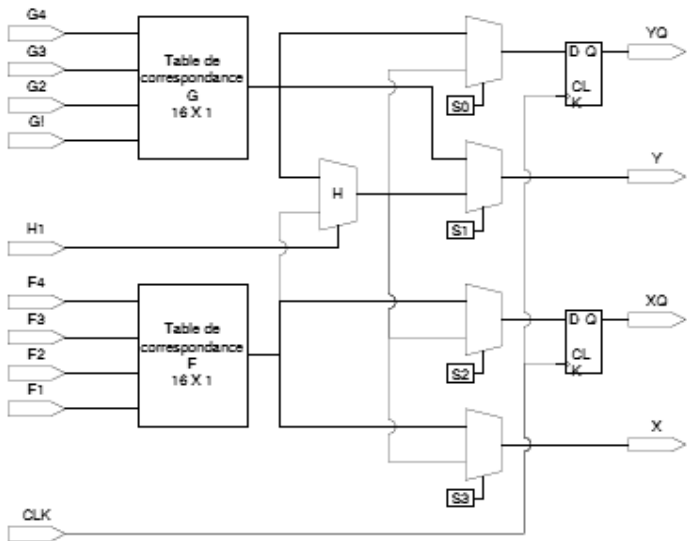 G4
G3
G2
G!
Table de
correspondance
G
16 X 1
S0
D Q
CL
K
YQ
H
S1
Y
H1
F4
F3
F2
F1
Table de
correspondance
F
16 X 1
S2
D Q
CL
K
XQ
S3
X
CLK